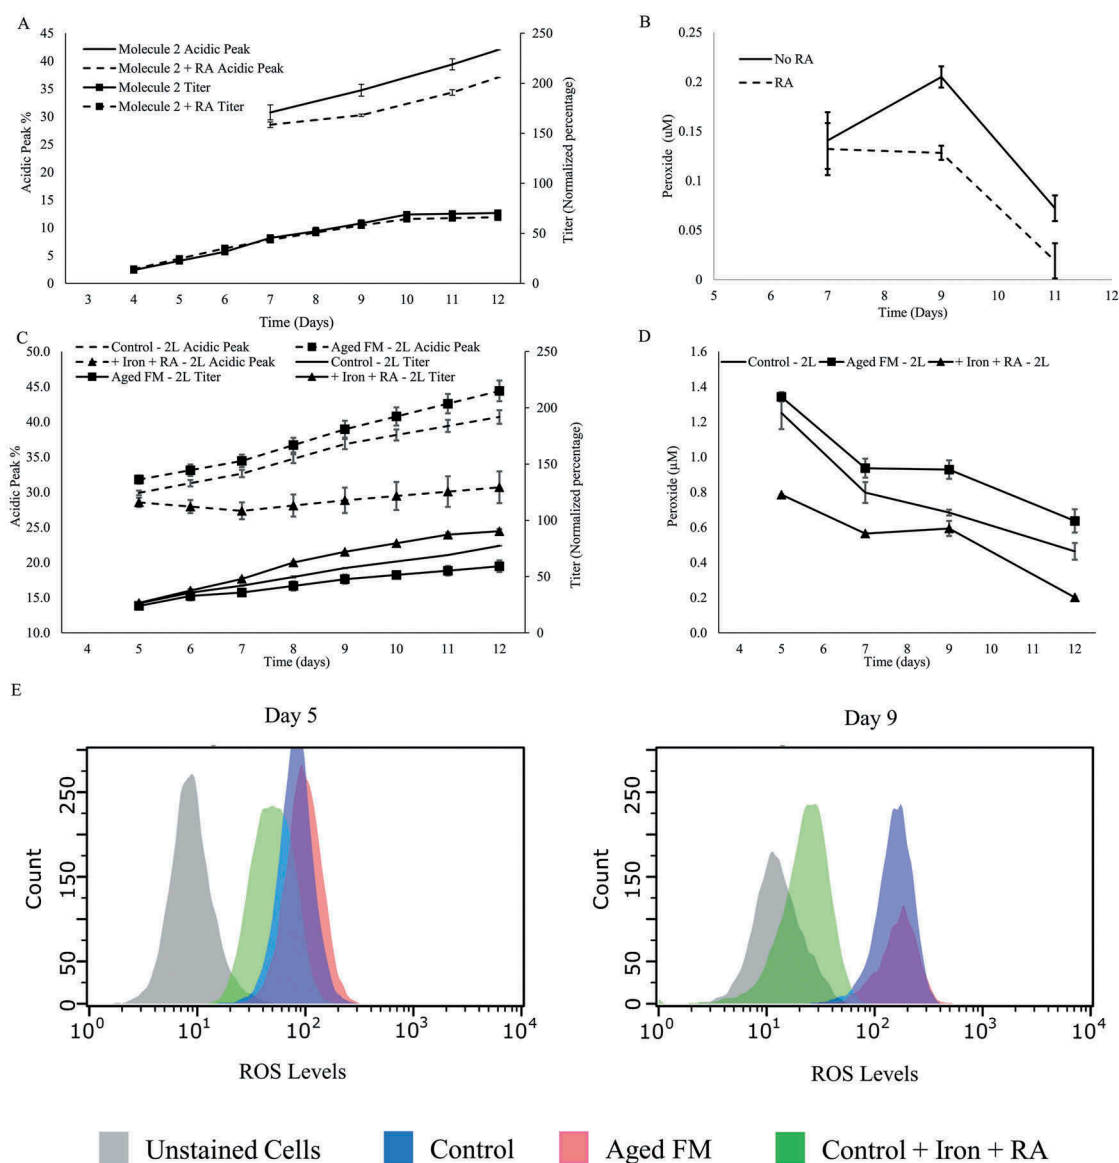 A
Molecule 2 Acidic Peak
Molecule 2 + RA Acidic Peak
Molecule 2 Titer
Molecule 2 + RA Titer
Acidic Peak %
45
40
35
30
25
20
15
10
5
0
250
200
150
100
50
0
Titer (Normalized percentage)
3 4 5 6 7 8 9 10 11 12
Time (Days)
B
No RA
RA
Peroxide (uM)
0.25
0.2
0.15
0.1
0.05
0
5 6 7 8 9 10 11 12
Time (Days)
C
Control - 2L Acidic Peak
Aged FM - 2L Acidic Peak
+ Iron + RA - 2L Acidic Peak
Control - 2L Titer
Aged FM - 2L Titer
+ Iron + RA - 2L Titer
Acidic Peak %
50.0
45.0
40.0
35.0
30.0
25.0
20.0
15.0
10.0
250
200
150
100
50
0
Titer (Normalized percentage)
4 5 6 7 8 9 10 11 12
Time (days)
D
Control - 2L
Aged FM - 2L
+ Iron + RA - 2L
Peroxide (μM)
1.6
1.4
1.2
1.0
0.8
0.6
0.4
0.2
0.0
4 5 6 7 8 9 10 11 12
Time (days)
E
Day 5
Count
250
150
50
0
10⁰ 10¹ 10² 10³ 10⁴
ROS Levels
Day 9
Count
250
150
50
0
10⁰ 10¹ 10² 10³ 10⁴
ROS Levels
Unstained Cells
Control
Aged FM
Control + Iron + RA